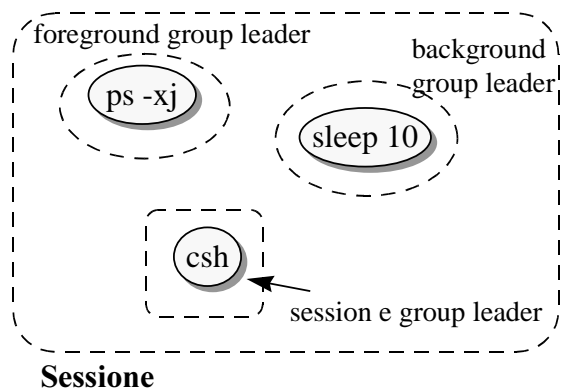 foreground group leader
background
group leader
ps -xj
sleep 10
csh
session e group leader
Sessione